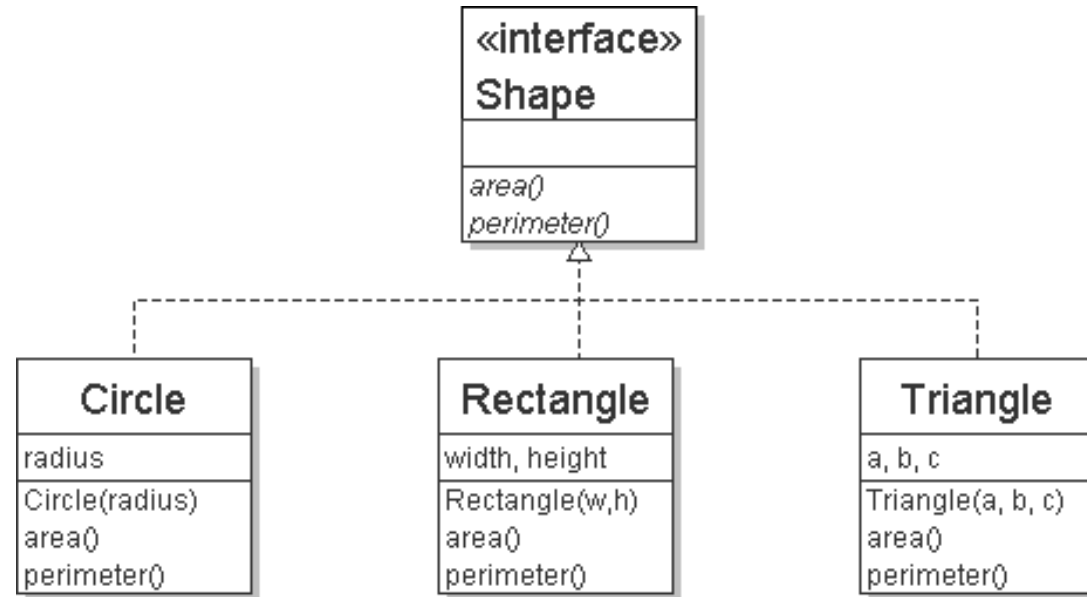 «interface»
Shape
area()
perimeter()
Circle
radius
Circle(radius)
area()
perimeter()
Rectangle
width, height
Rectangle(w,h)
area()
perimeter()
Triangle
a, b, c
Triangle(a, b, c)
area()
perimeter()